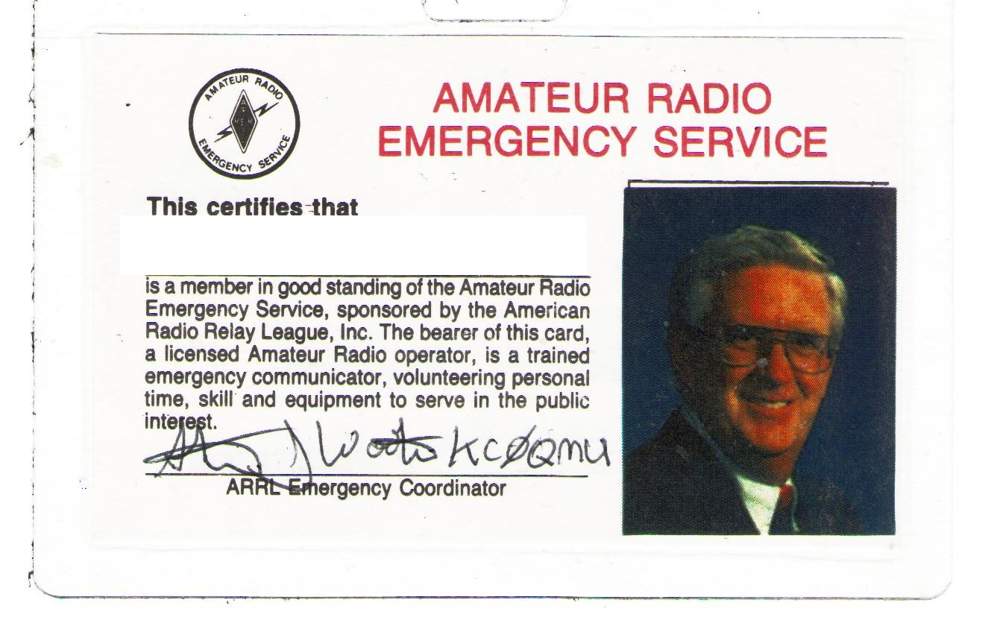 AMATEUR RADIO
EMERGENCY SERVICE
AMATEUR RADIO
EMERGENCY SERVICE
This certifies that
is a member in good standing of the Amateur Radio
Emergency Service, sponsored by the American
Radio Relay League, Inc. The bearer of this card,
a licensed Amateur Radio operator, is a trained
emergency communicator, volunteering personal
time, skill and equipment to serve in the public
interest.
KCØQMU
ARRL Emergency Coordinator